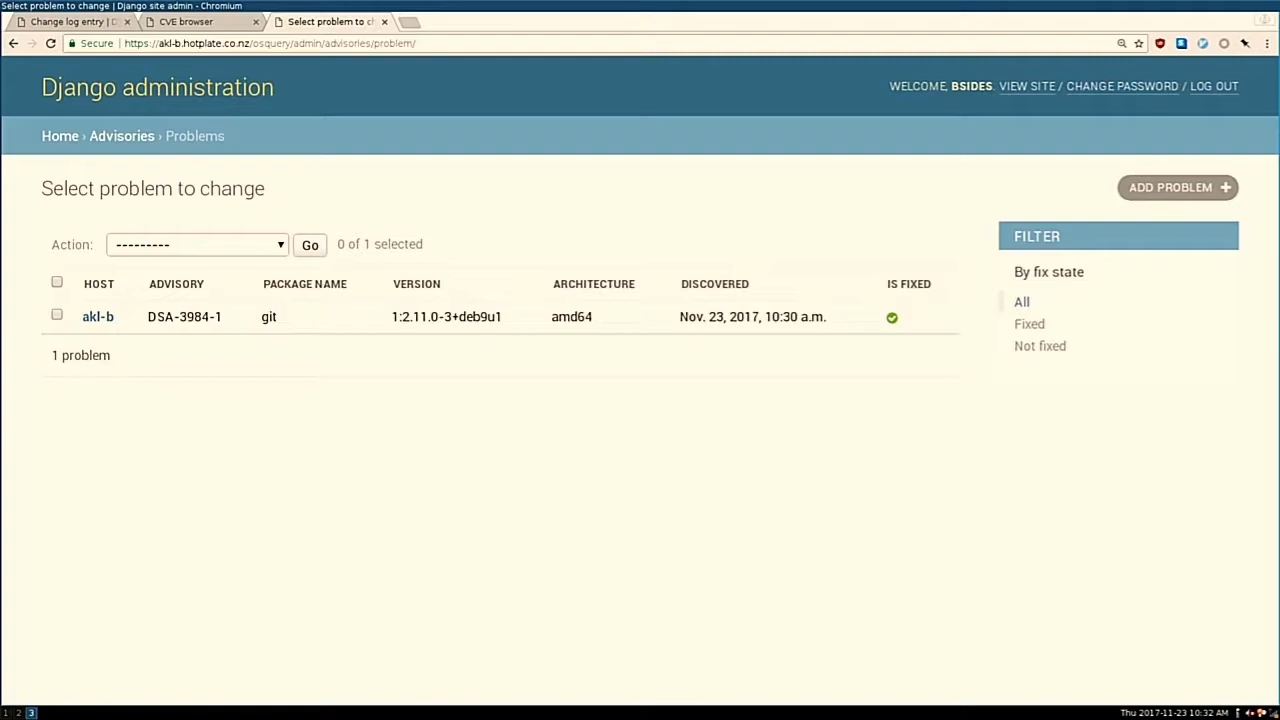 Select problem to change | Django site admin - Chromium
Change log entry | D
CVE browser
Select problem to ch
Secure | https://akl-b.hotplate.co.nz/osquery/admin/advisories/problem/
Django administration
WELCOME, BSIDES. VIEW SITE / CHANGE PASSWORD / LOG OUT
Home › Advisories › Problems
Select problem to change
ADD PROBLEM +
Action: --------- Go 0 of 1 selected
HOST ADVISORY PACKAGE NAME VERSION ARCHITECTURE DISCOVERED IS FIXED
akl-b DSA-3984-1 git 1:2.11.0-3+deb9u1 amd64 Nov. 23, 2017, 10:30 a.m.
1 problem
FILTER
By fix state
All
Fixed
Not fixed
1 2 3
Thu 2017-11-23 10:32 AM